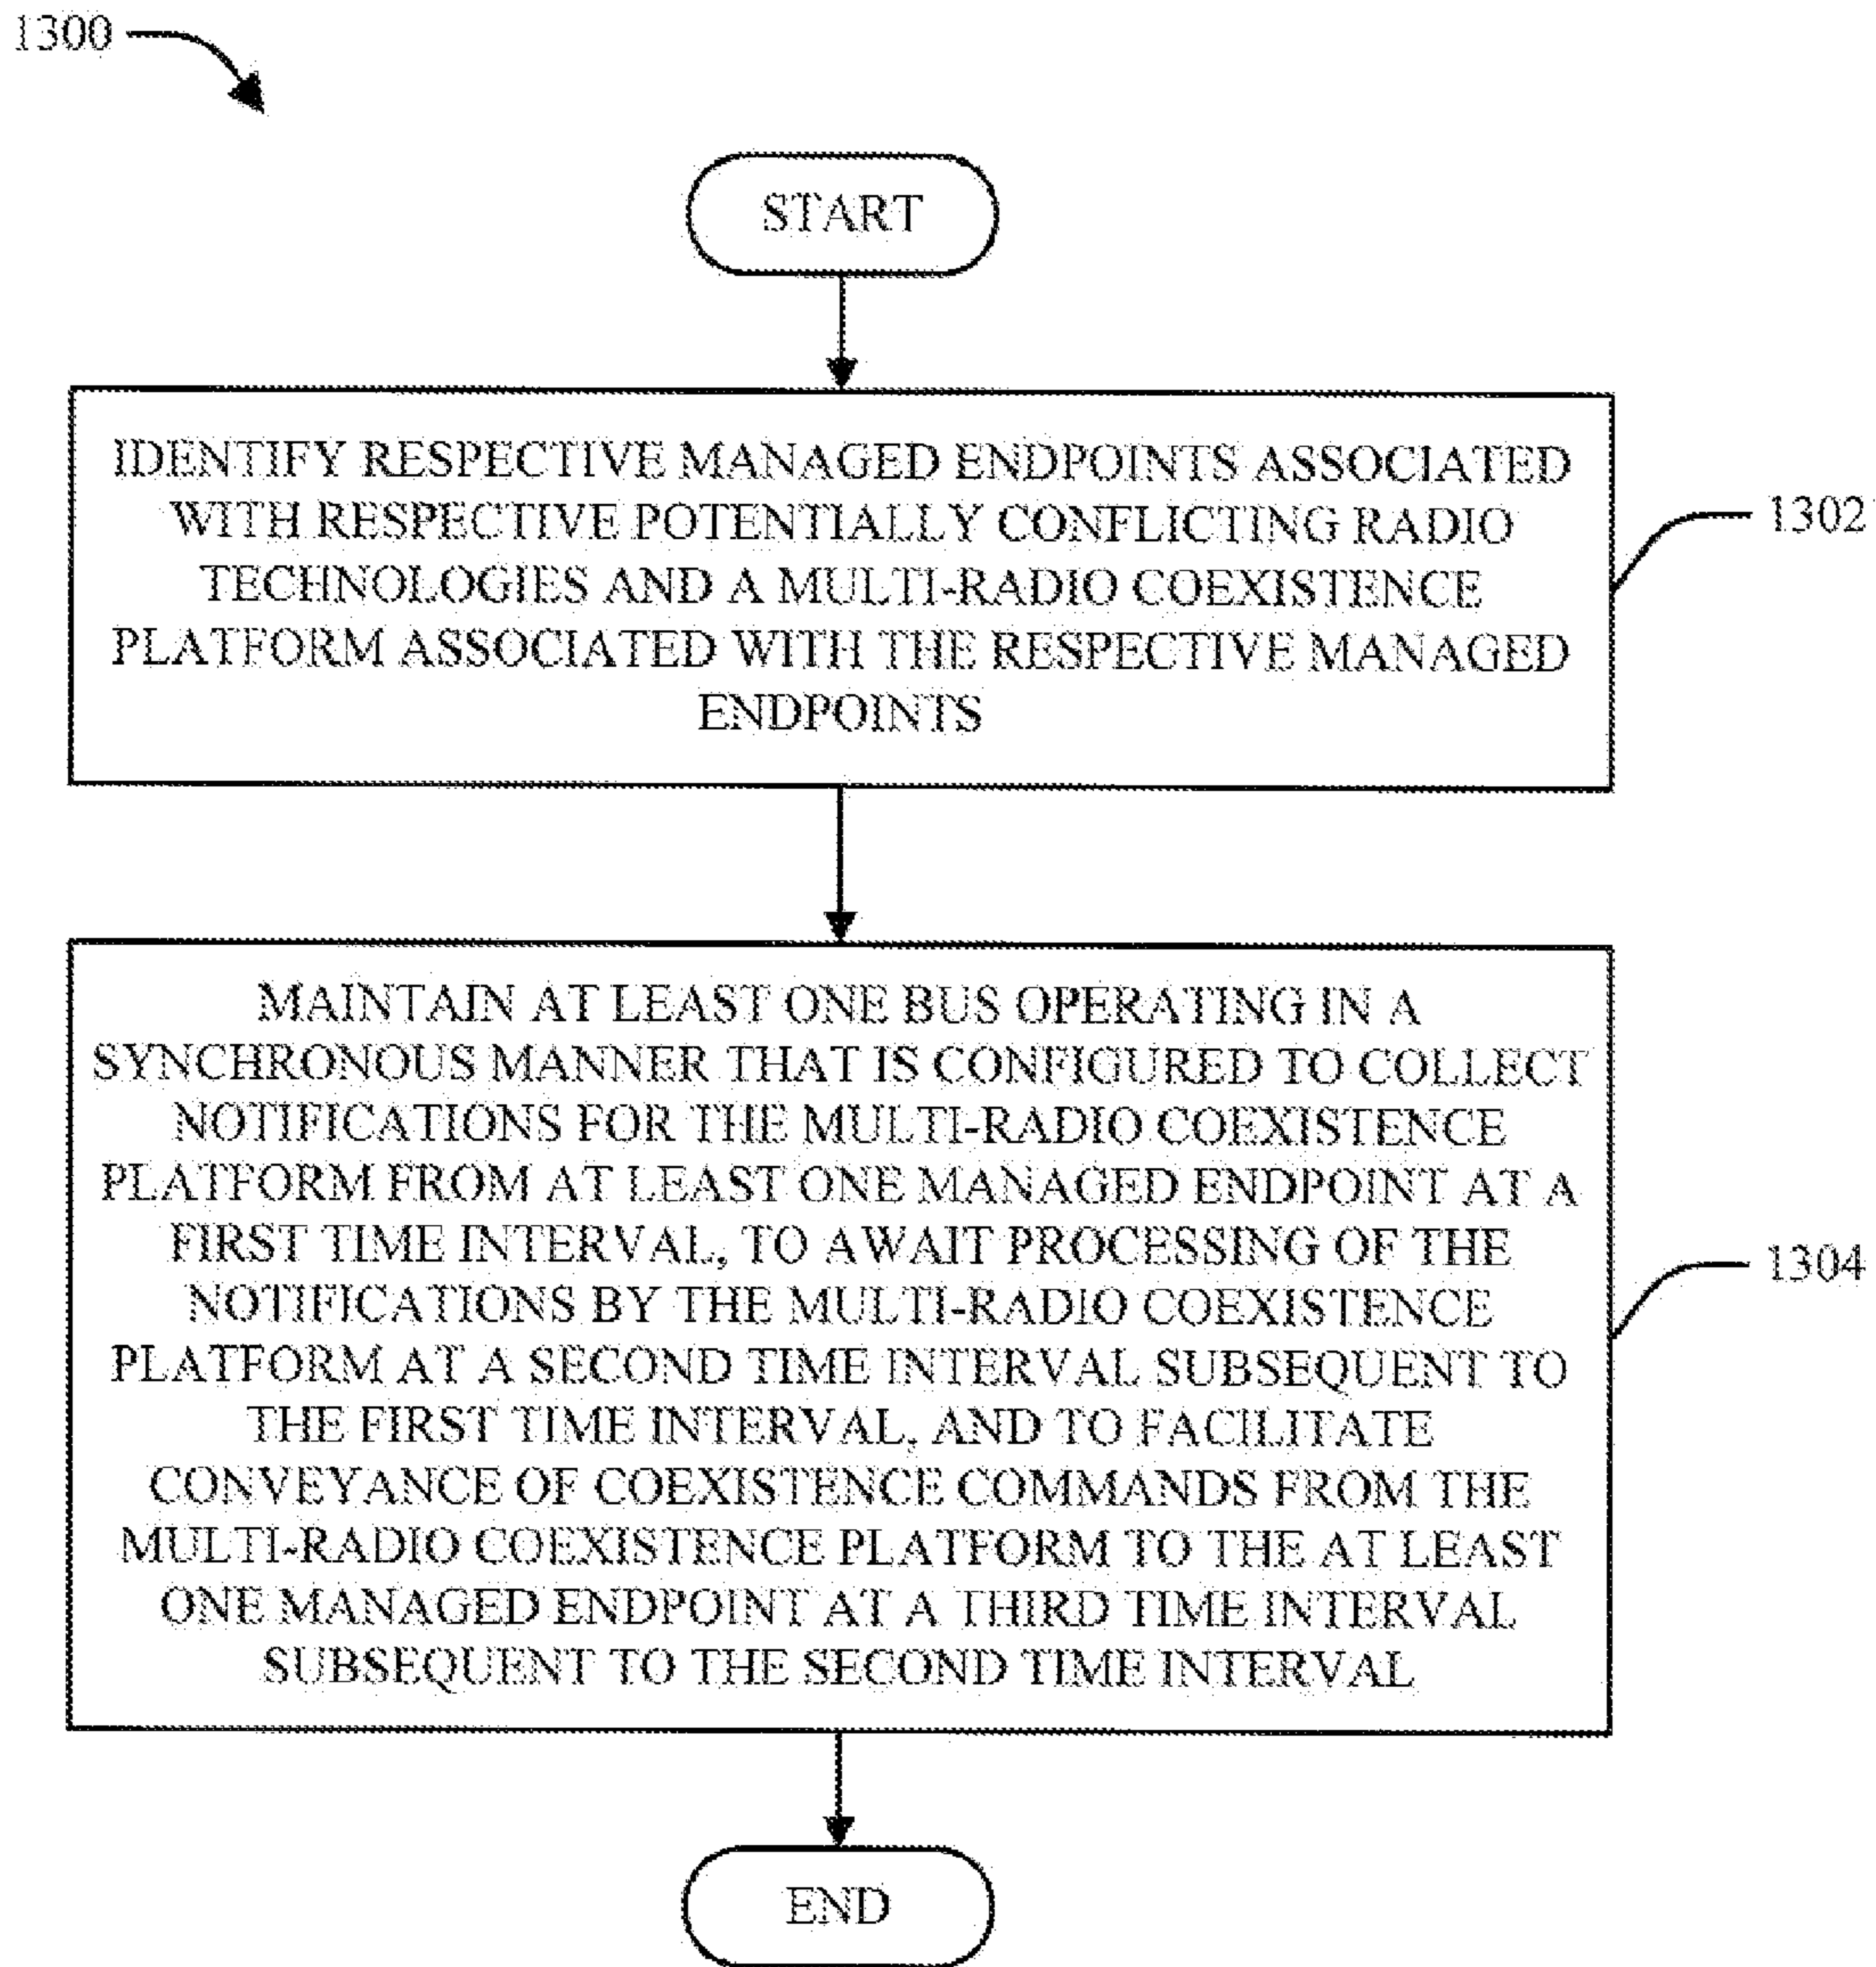 1300
START
IDENTIFY RESPECTIVE MANAGED ENDPOINTS ASSOCIATED
WITH RESPECTIVE POTENTIALLY CONFLICTING RADIO
TECHNOLOGIES AND A MULTI-RADIO COEXISTENCE
PLATFORM ASSOCIATED WITH THE RESPECTIVE MANAGED
ENDPOINTS
1302
MAINTAIN AT LEAST ONE BUS OPERATING IN A
SYNCHRONOUS MANNER THAT IS CONFIGURED TO COLLECT
NOTIFICATIONS FOR THE MULTI-RADIO COEXISTENCE
PLATFORM FROM AT LEAST ONE MANAGED ENDPOINT AT A
FIRST TIME INTERVAL, TO AWAIT PROCESSING OF THE
NOTIFICATIONS BY THE MULTI-RADIO COEXISTENCE
PLATFORM AT A SECOND TIME INTERVAL SUBSEQUENT TO
THE FIRST TIME INTERVAL, AND TO FACILITATE
CONVEYANCE OF COEXISTENCE COMMANDS FROM THE
MULTI-RADIO COEXISTENCE PLATFORM TO THE AT LEAST
ONE MANAGED ENDPOINT AT A THIRD TIME INTERVAL
SUBSEQUENT TO THE SECOND TIME INTERVAL
1304
END